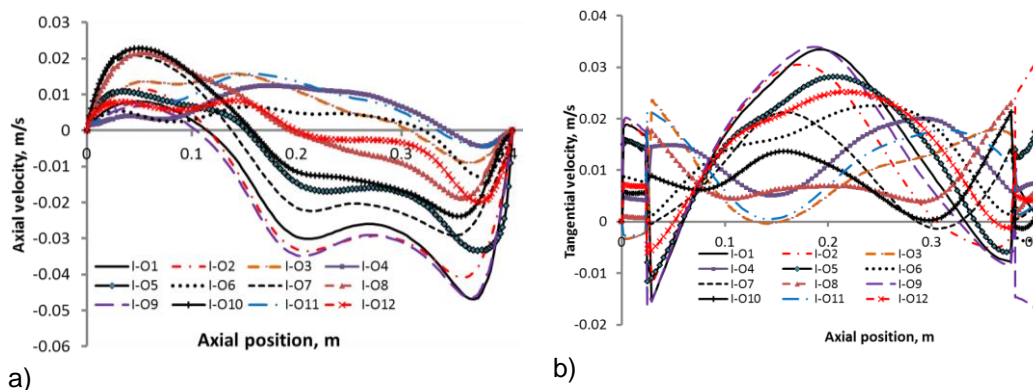 a)
Axial velocity, m/s
0.03
0.02
0.01
0
-0.01
-0.02
-0.03
-0.04
-0.05
-0.06
0 0.1 0.2 0.3
I-O1 I-O2 I-O3 I-O4
I-O5 I-O6 I-O7 I-O8
I-O9 I-O10 I-O11 I-O12
Axial position, m
a)
b)
Tangential velocity, m/s
0.04
0.03
0.02
0.01
0
-0.01
-0.02
0 0.1 0.2 0.3
I-O1 I-O2 I-O3
I-O4 I-O5 I-O6
I-O7 I-O8 I-O9
I-O10 I-O11 I-O12
Axial position, m
b)